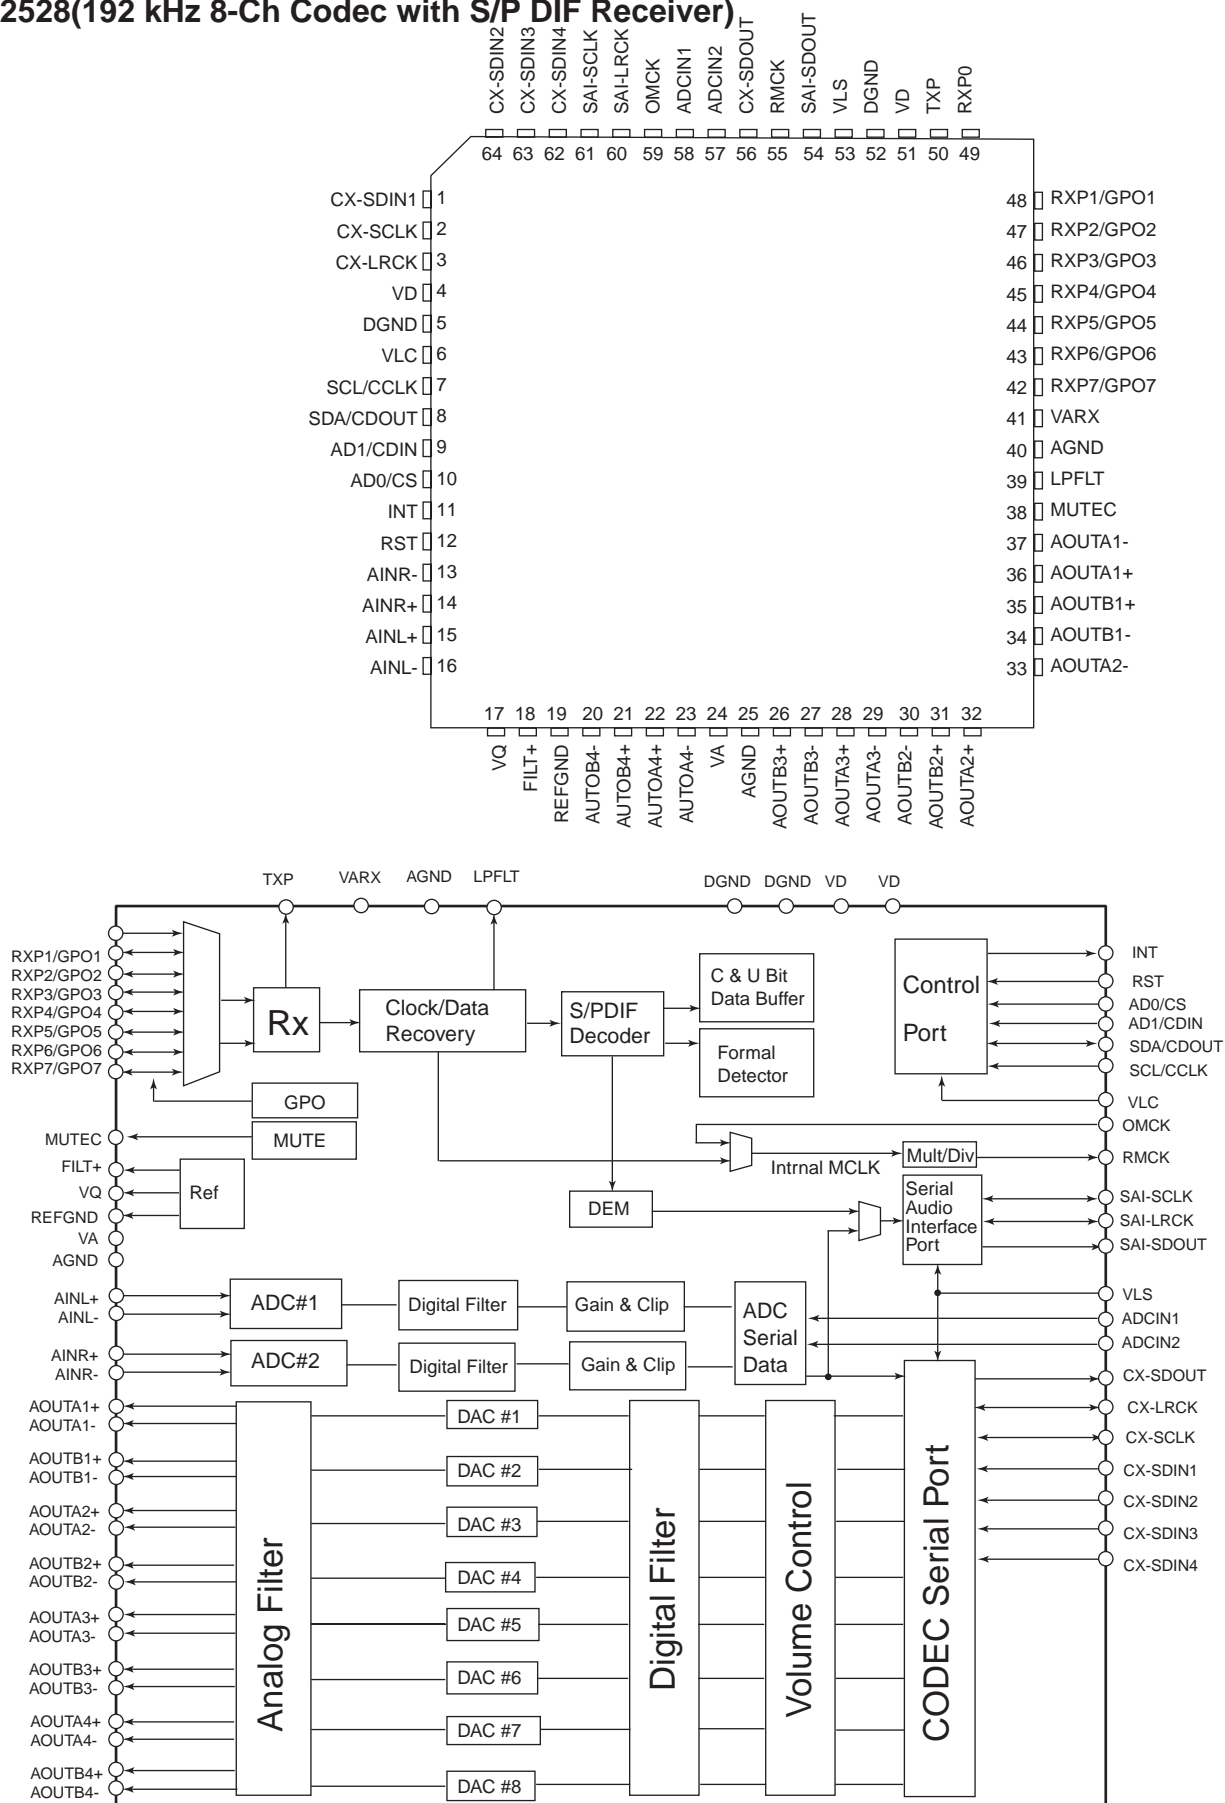 2528(192 kHz 8-Ch Codec with S/P DIF Receiver)
CX-SDIN2
CX-SDIN3
CX-SDIN4
SAI-SCLK
SAI-LRCK
OMCK
ADCIN1
ADCIN2
CX-SDOUT
RMCK
SAI-SDOUT
VLS
DGND
VD
TXP
RXP0
64 63 62 61 60 59 58 57 56 55 54 53 52 51 50 49
CX-SDIN1 1
CX-SCLK 2
CX-LRCK 3
VD 4
DGND 5
VLC 6
SCL/CCLK 7
SDA/CDOUT 8
AD1/CDIN 9
AD0/CS 10
INT 11
RST 12
AINR- 13
AINR+ 14
AINL+ 15
AINL- 16
48 RXP1/GPO1
47 RXP2/GPO2
46 RXP3/GPO3
45 RXP4/GPO4
44 RXP5/GPO5
43 RXP6/GPO6
42 RXP7/GPO7
41 VARX
40 AGND
39 LPFLT
38 MUTEC
37 AOUTA1-
36 AOUTA1+
35 AOUTB1+
34 AOUTB1-
33 AOUTA2-
17 18 19 20 21 22 23 24 25 26 27 28 29 30 31 32
VQ
FILT+
REFGND
AUTOB4-
AUTOB4+
AUTOA4+
AUTOA4-
VA
AGND
AOUTB3+
AOUTB3-
AOUTA3+
AOUTA3-
AOUTB2-
AOUTB2+
AOUTA2+
TXP VARX AGND LPFLT DGND DGND VD VD
RXP1/GPO1
RXP2/GPO2
RXP3/GPO3
RXP4/GPO4
RXP5/GPO5
RXP6/GPO6
RXP7/GPO7
MUTEC
FILT+
VQ
REFGND
VA
AGND
AINL+
AINL-
AINR+
AINR-
AOUTA1+
AOUTA1-
AOUTB1+
AOUTB1-
AOUTA2+
AOUTA2-
AOUTB2+
AOUTB2-
AOUTA3+
AOUTA3-
AOUTB3+
AOUTB3-
AOUTA4+
AOUTA4-
AOUTB4+
AOUTB4-
Rx
GPO
MUTE
Ref
Clock/Data
Recovery
S/PDIF
Decoder
C & U Bit
Data Buffer
Formal
Detector
Control
Port
Intrnal MCLK
Mult/Div
DEM
Serial
Audio
Interface
Port
ADC#1
Digital Filter
Gain & Clip
ADC#2
Digital Filter
Gain & Clip
ADC
Serial
Data
Analog Filter
DAC #1
DAC #2
DAC #3
DAC #4
DAC #5
DAC #6
DAC #7
DAC #8
Digital Filter
Volume Control
CODEC Serial Port
INT
RST
AD0/CS
AD1/CDIN
SDA/CDOUT
SCL/CCLK
VLC
OMCK
RMCK
SAI-SCLK
SAI-LRCK
SAI-SDOUT
VLS
ADCIN1
ADCIN2
CX-SDOUT
CX-LRCK
CX-SCLK
CX-SDIN1
CX-SDIN2
CX-SDIN3
CX-SDIN4